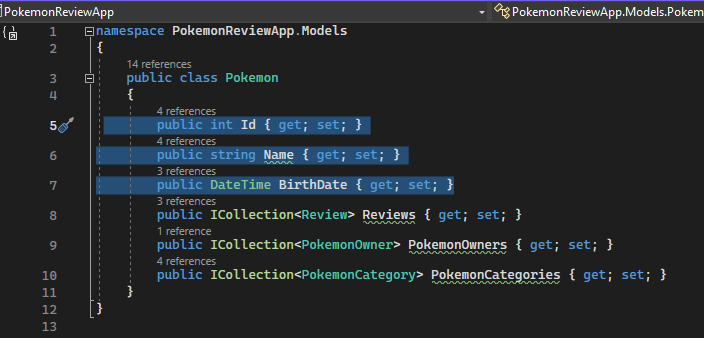 PokemonReviewApp PokemonReviewApp.Models.Pokem
1 namespace PokemonReviewApp.Models
2 {
14 references
3 public class Pokemon
4 {
4 references
5 public int Id { get; set; }
4 references
6 public string Name { get; set; }
3 references
7 public DateTime BirthDate { get; set; }
3 references
8 public ICollection<Review> Reviews { get; set; }
1 reference
9 public ICollection<PokemonOwner> PokemonOwners { get; set; }
4 references
10 public ICollection<PokemonCategory> PokemonCategories { get; set; }
11 }
12 }
13